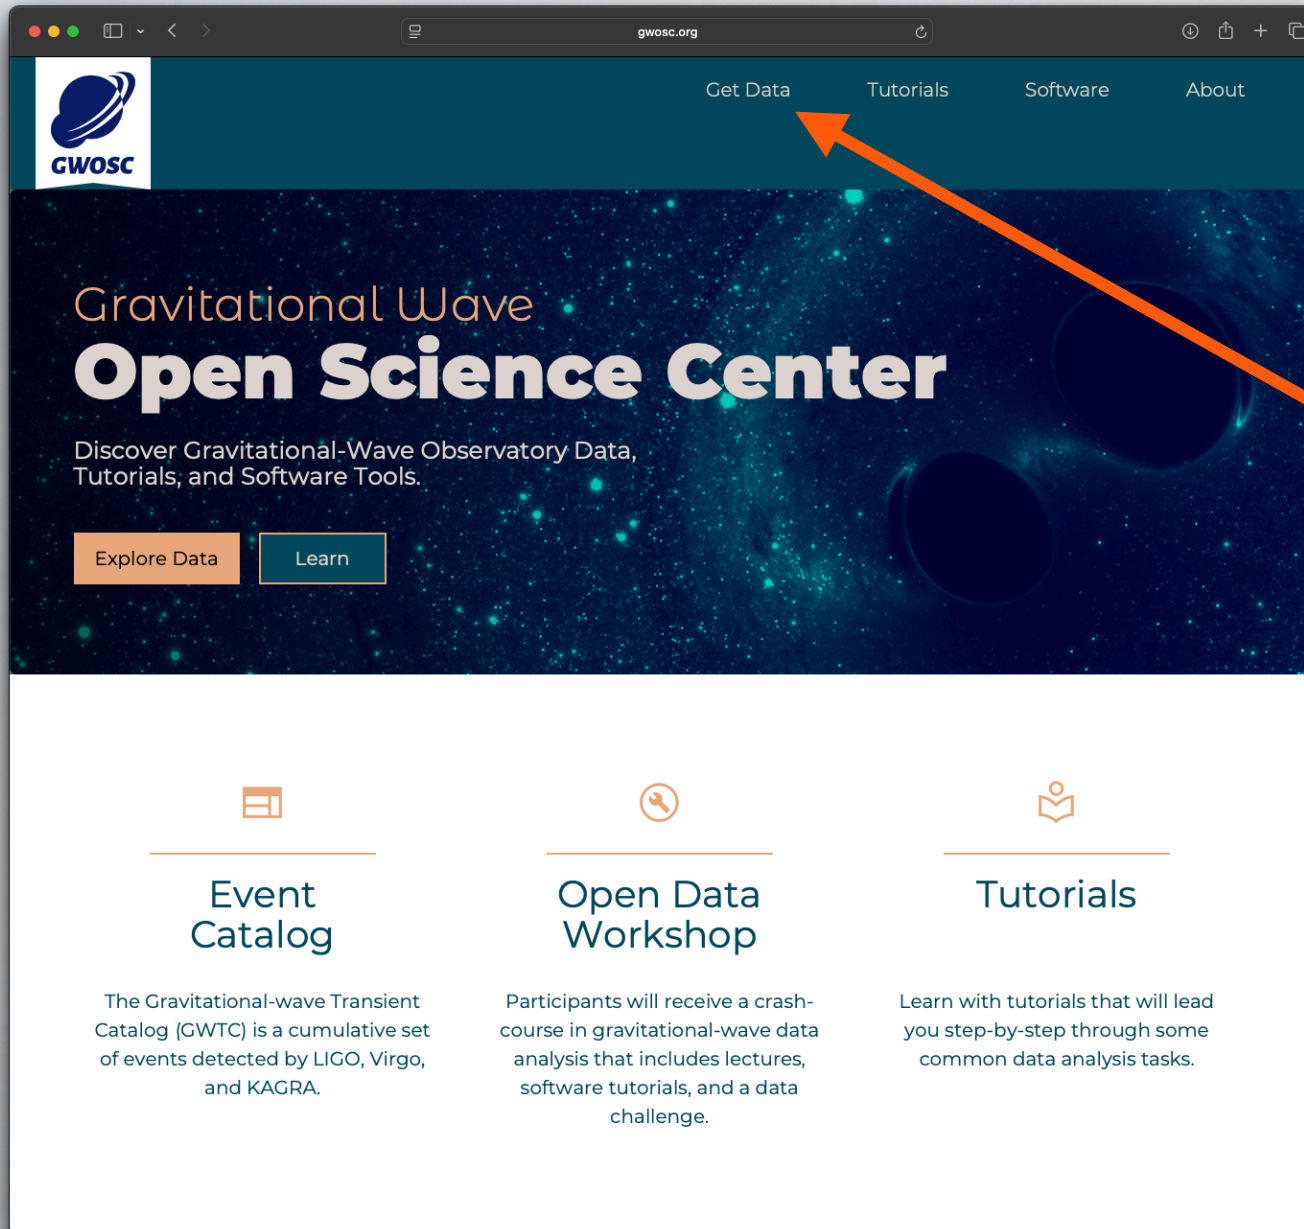 gwosc.org
Get Data
Tutorials
Software
About
GWOSC
Gravitational Wave
Open Science Center
Discover Gravitational-Wave Observatory Data,
Tutorials, and Software Tools.
Explore Data
Learn
Event
Catalog
The Gravitational-wave Transient
Catalog (GWTC) is a cumulative set
of events detected by LIGO, Virgo,
and KAGRA.
Open Data
Workshop
Participants will receive a crash-
course in gravitational-wave data
analysis that includes lectures,
software tutorials, and a data
challenge.
Tutorials
Learn with tutorials that will lead
you step-by-step through some
common data analysis tasks.